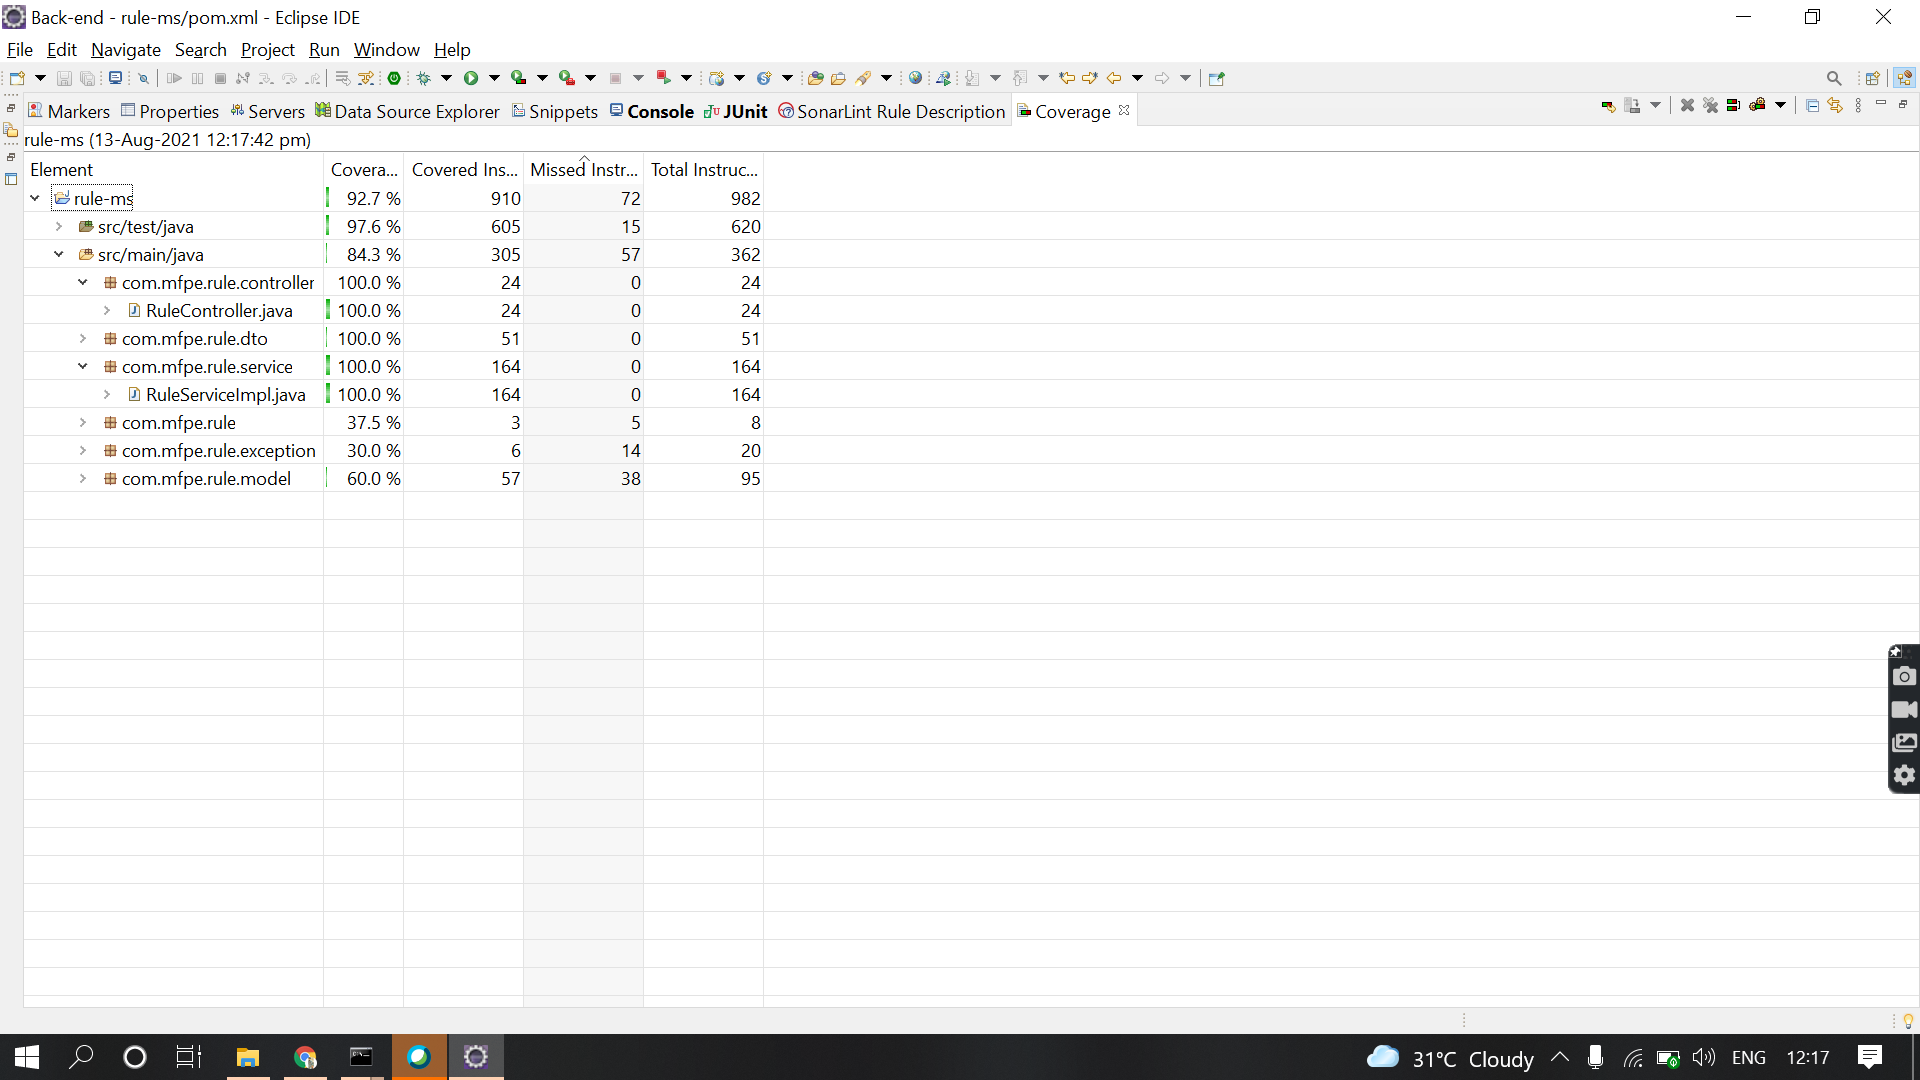 Back-end - rule-ms/pom.xml - Eclipse IDE
File Edit Navigate Search Project Run Window Help
Markers Properties Servers Data Source Explorer Snippets Console JUnit SonarLint Rule Description Coverage
rule-ms (13-Aug-2021 12:17:42 pm)
Element Covera... Covered Ins... Missed Instr... Total Instruc...
rule-ms 92.7 % 910 72 982
src/test/java 97.6 % 605 15 620
src/main/java 84.3 % 305 57 362
com.mfpe.rule.controller 100.0 % 24 0 24
RuleController.java 100.0 % 24 0 24
com.mfpe.rule.dto 100.0 % 51 0 51
com.mfpe.rule.service 100.0 % 164 0 164
RuleServiceImpl.java 100.0 % 164 0 164
com.mfpe.rule 37.5 % 3 5 8
com.mfpe.rule.exception 30.0 % 6 14 20
com.mfpe.rule.model 60.0 % 57 38 95
31°C Cloudy ENG 12:17